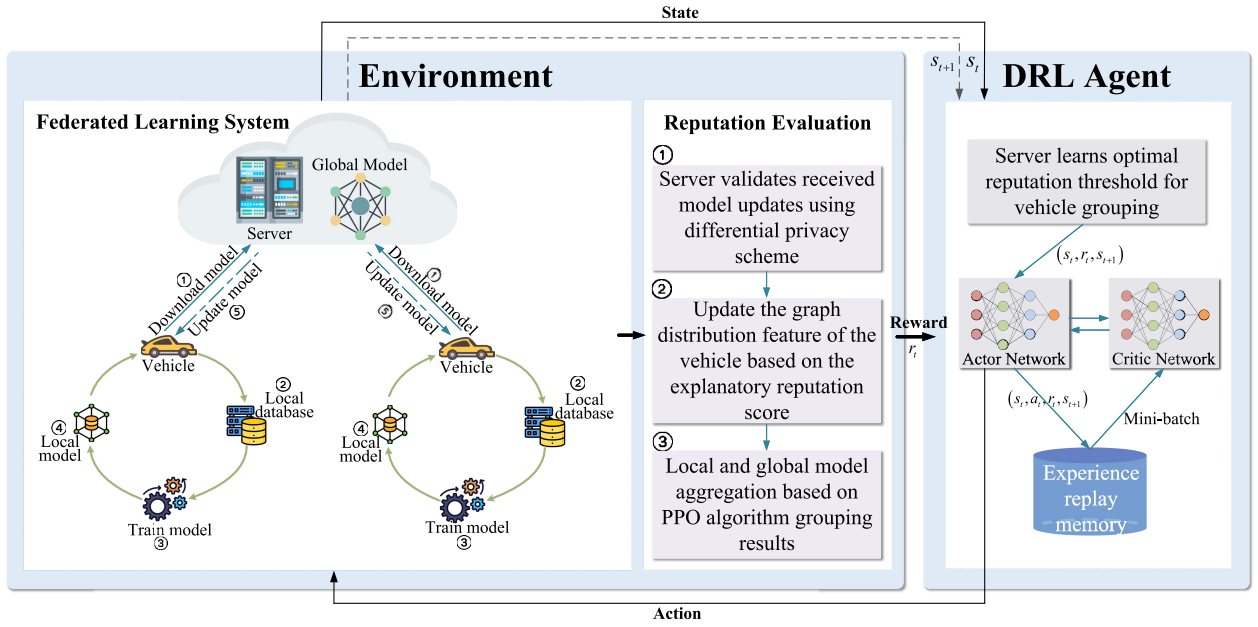 State
Environment
DRL Agent
s_{t+1}
s_t
Federated Learning System
Global Model
Server
① Download model
Update model ⑤
① Download model
Update model ⑤
Vehicle
② Local database
Train model ③
④ Local model
Vehicle
② Local database
Train model ③
④ Local model
Reputation Evaluation
①
Server validates received
model updates using
differential privacy
scheme
②
Update the graph
distribution feature of
the vehicle based on the
explanatory reputation
score
③
Local and global model
aggregation based on
PPO algorithm grouping
results
Reward
r_t
Server learns optimal
reputation threshold for
vehicle grouping
(s_t, r_t, s_{t+1})
Actor Network
Critic Network
(s_t, a_t, r_t, s_{t+1})
Mini-batch
Experience
replay
memory
Action